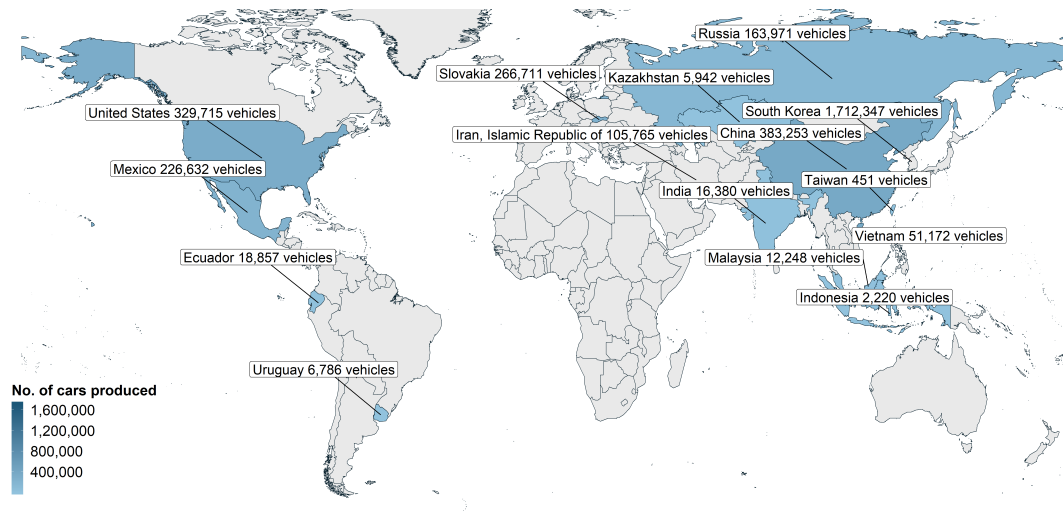 Russia 163,971 vehicles
Slovakia 266,711 vehicles
Kazakhstan 5,942 vehicles
United States 329,715 vehicles
South Korea 1,712,347 vehicles
Iran, Islamic Republic of 105,765 vehicles
China 383,253 vehicles
Mexico 226,632 vehicles
Taiwan 451 vehicles
India 16,380 vehicles
Vietnam 51,172 vehicles
Ecuador 18,857 vehicles
Malaysia 12,248 vehicles
Indonesia 2,220 vehicles
Uruguay 6,786 vehicles
No. of cars produced
1,600,000
1,200,000
800,000
400,000